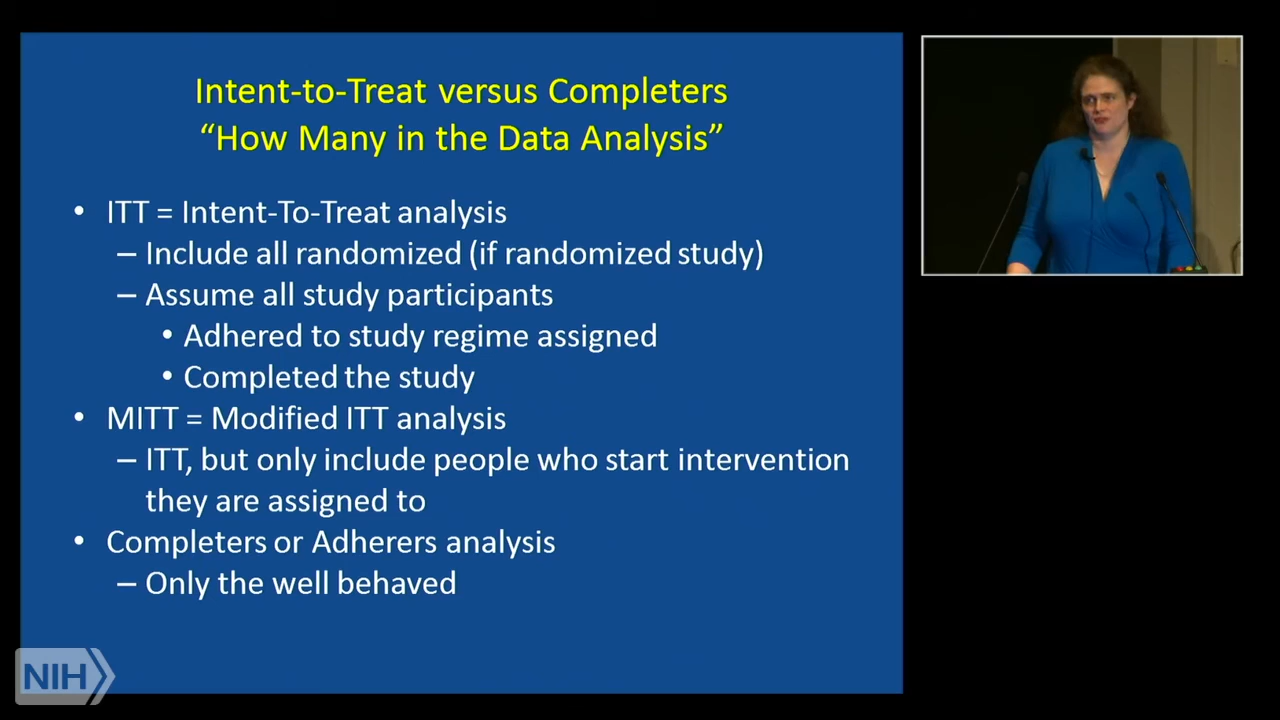 Intent-to-Treat versus Completers
“How Many in the Data Analysis”
• ITT = Intent-To-Treat analysis
– Include all randomized (if randomized study)
– Assume all study participants
• Adhered to study regime assigned
• Completed the study
• MITT = Modified ITT analysis
– ITT, but only include people who start intervention
they are assigned to
• Completers or Adherers analysis
– Only the well behaved
NIH